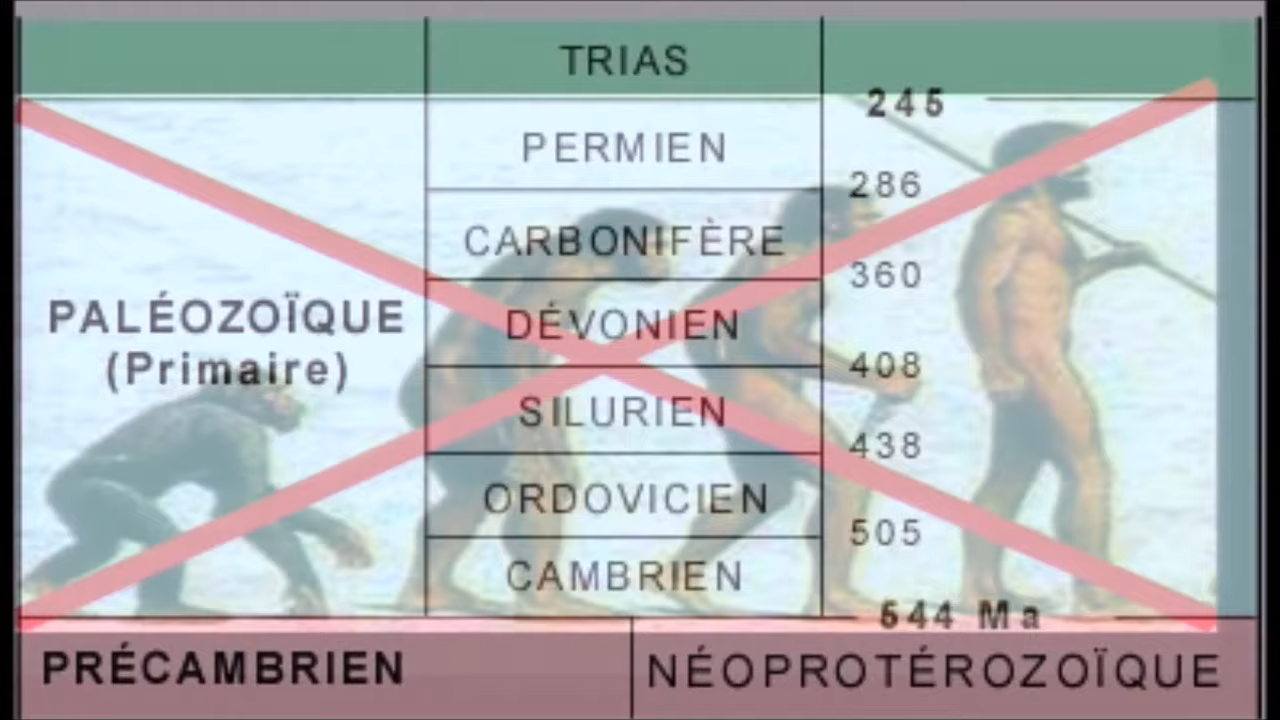 TRIAS
245
PERMIEN
286
CARBONIFÈRE
360
PALÉOZOÏQUE
(Primaire)
DÉVONIEN
408
SILURIEN
438
ORDOVICIEN
505
CAMBRIEN
544 Ma
PRÉCAMBRIEN
NÉOPROTÉROZOÏQUE